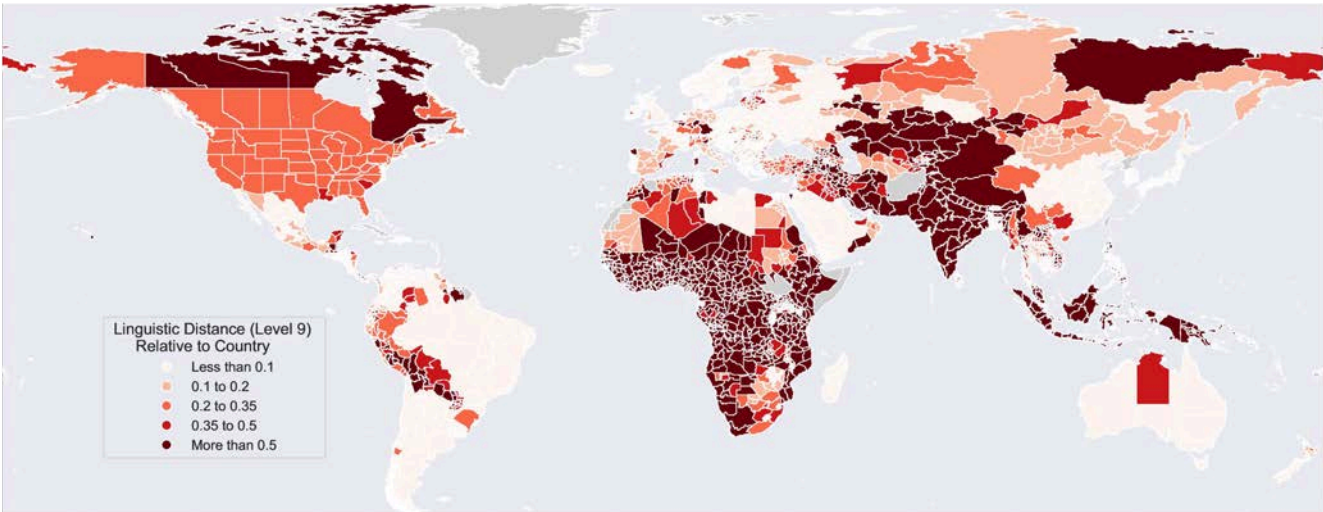 Linguistic Distance (Level 9)
Relative to Country
Less than 0.1
0.1 to 0.2
0.2 to 0.35
0.35 to 0.5
More than 0.5